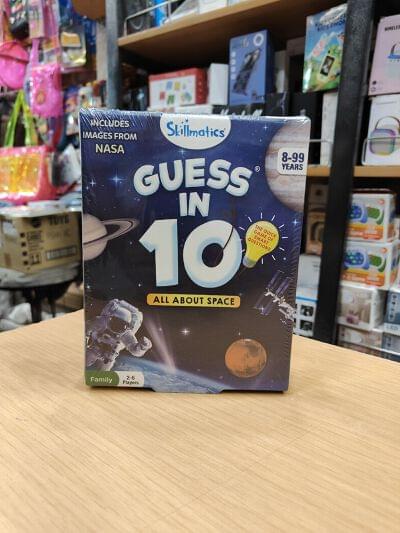 INCLUDES
IMAGES FROM
NASA
Skillmatics®
8-99
YEARS
GUESS®
IN
10
THE QUICK
GAME OF
SMART
QUESTIONS!
ALL ABOUT SPACE
Family
2-6
Players